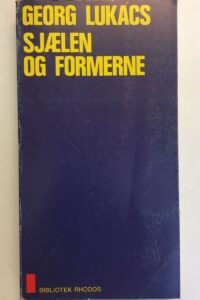 GEORG LUKACS
SJÆLEN
OG FORMERNE
BIBLIOTEK RHODOS